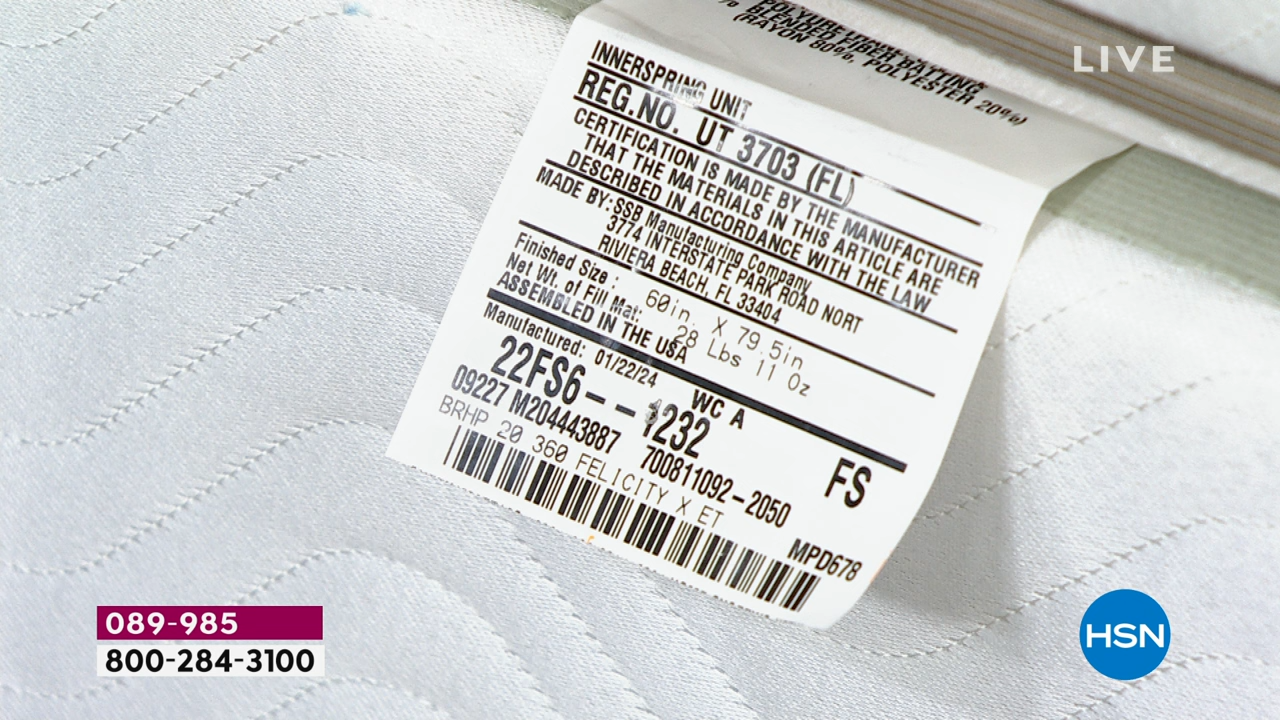 LIVE
BLENDED FIBER BATTING
(RAYON 80%, POLYESTER 20%)
INNERSPRING UNIT
REG.NO. UT 3703 (FL)
CERTIFICATION IS MADE BY THE MANUFACTURER
THAT THE MATERIALS IN THIS ARTICLE ARE
DESCRIBED IN ACCORDANCE WITH THE LAW
MADE BY: SSB Manufacturing Company
3774 INTERSTATE PARK ROAD NORT
RIVIERA BEACH, FL 33404
Finished Size : 60in. X 79.5in
Net Wt. of Fill Mat: 28 Lbs 11 Oz
ASSEMBLED IN THE USA
Manufactured: 01/22/24 WC A
22FS6-- 1232 FS
09227 M204443887 700811092-2050
BRHP 20 360 FELICITY X ET
MPD678
089-985
800-284-3100
HSN